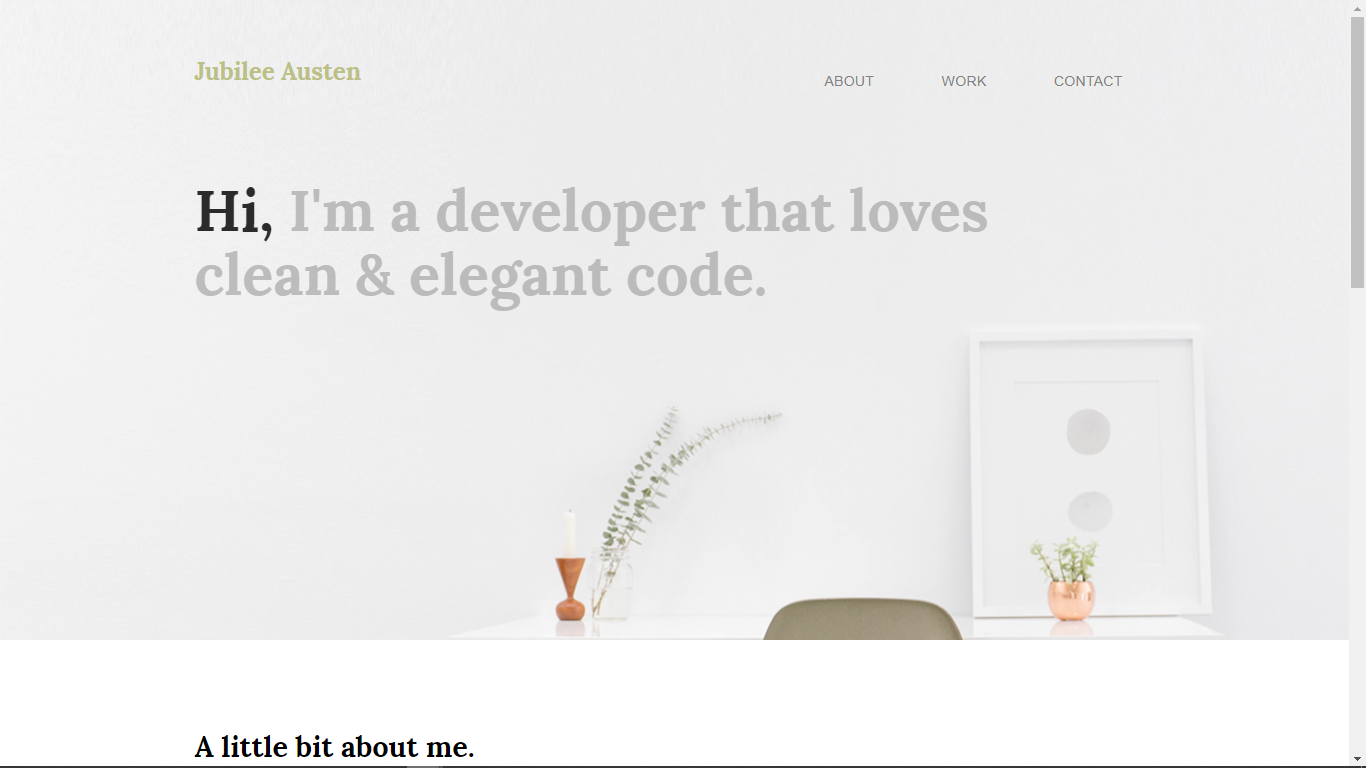 Jubilee Austen
ABOUT WORK CONTACT
Hi, I'm a developer that loves
clean & elegant code.
A little bit about me.